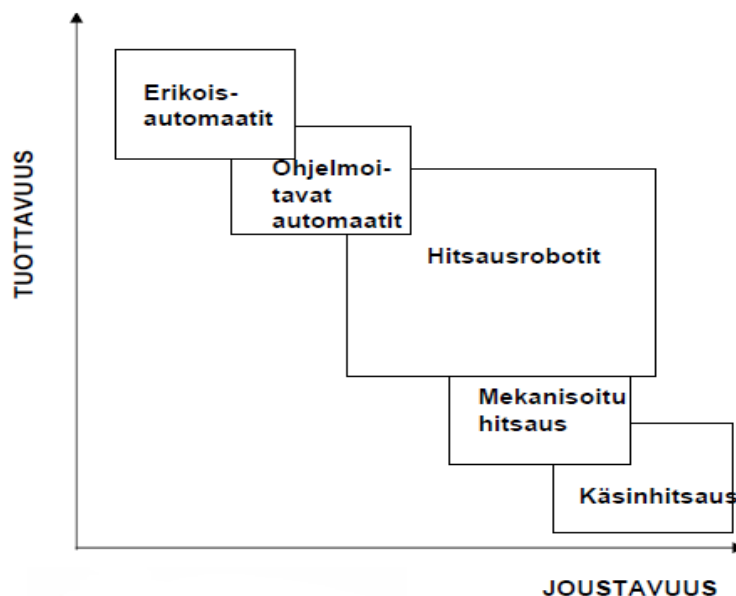 Erikois-
automaatit
Ohjelmoi-
tavat
automaatit
Hitsausrobotit
Mekanisoitu
hitsaus
Käsinhitsaus
TUOTTAVUUS
JOUSTAVUUS